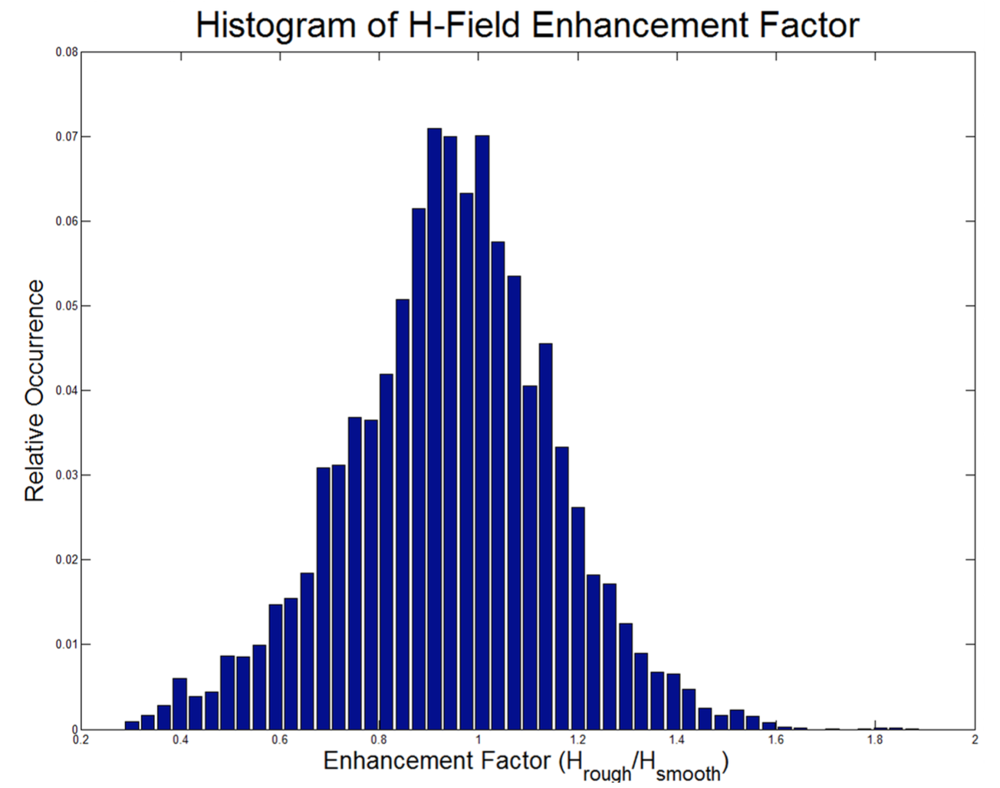 Histogram of H-Field Enhancement Factor
0.08
0.07
0.06
0.05
0.04
0.03
0.02
0.01
0
Relative Occurrence
0.2 0.4 0.6 0.8 1 1.2 1.4 1.6 1.8 2
Enhancement Factor (Hrough/Hsmooth)